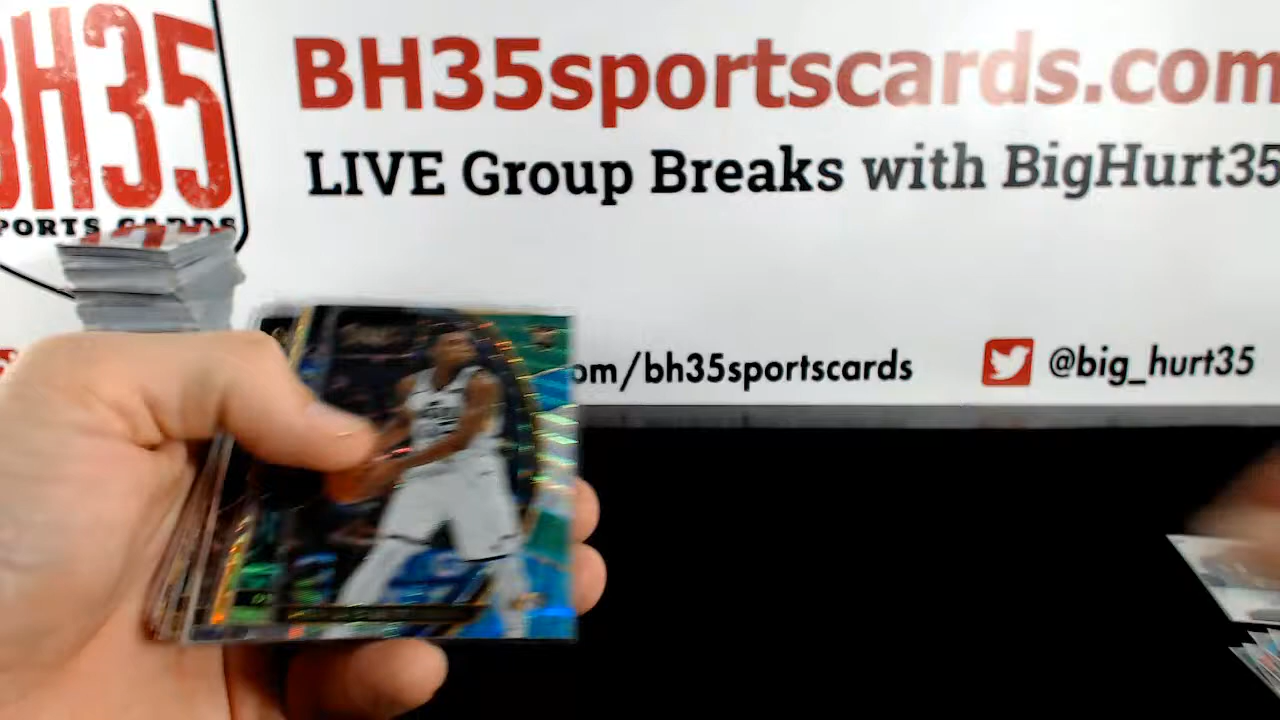 BH35
PORTS CARDS
BH35sportscards.com
LIVE Group Breaks with BigHurt35
om/bh35sportscards
@big_hurt35